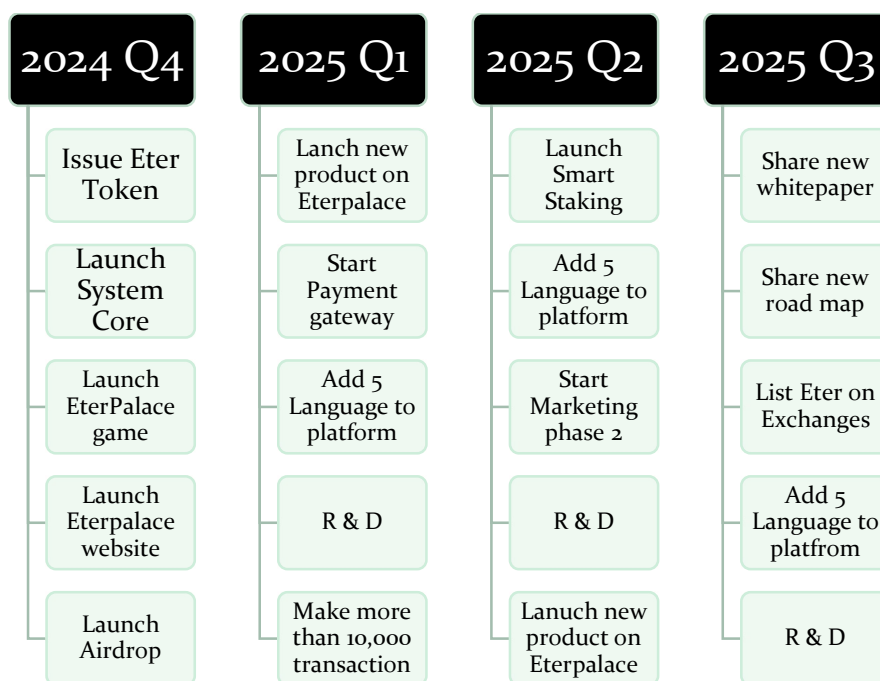 2024 Q4
Issue Eter
Token
Launch
System
Core
Launch
EterPalace
game
Launch
Eterpalace
website
Launch
Airdrop
2025 Q1
Lanch new
product on
Eterpalace
Start
Payment
gateway
Add 5
Language to
platform
R & D
Make more
than 10,000
transaction
2025 Q2
Launch
Smart
Staking
Add 5
Language to
platform
Start
Marketing
phase 2
R & D
Lanuch new
product on
Eterpalace
2025 Q3
Share new
whitepaper
Share new
road map
List Eter on
Exchanges
Add 5
Language to
platfrom
R & D